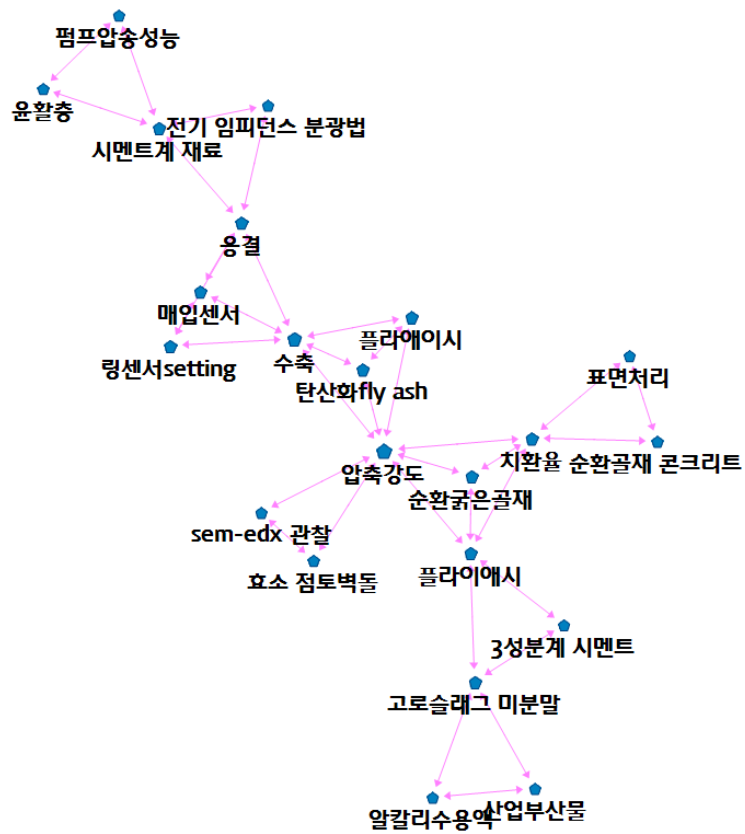 펌프압송성능
윤활층
전기 임피던스 분광법
시멘트계 재료
응결
매입센서
플라애이시
링센서setting
수축
탄산화fly ash
표면처리
치환율
순환골재 콘크리트
압축강도
순환굵은골재
sem-edx 관찰
플라이애시
효소 점토벽돌
3성분계 시멘트
고로슬래그 미분말
알칼리수용액
산업부산물